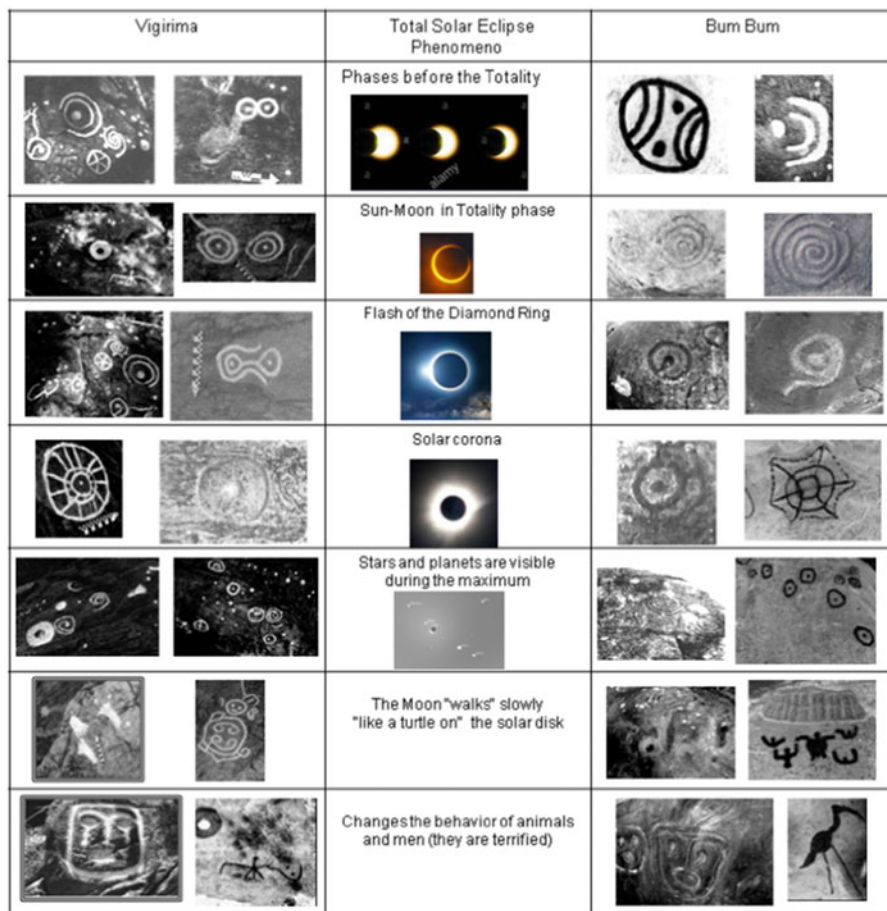 Vigirima
Total Solar Eclipse
Phenomeno
Bum Bum
Phases before the Totality
a
a
a
a
alamy
a
a
Sun-Moon in Totality phase
Flash of the Diamond Ring
Solar corona
Stars and planets are visible
during the maximum
The Moon "walks" slowly
"like a turtle on" the solar disk
Changes the behavior of animals
and men (they are terrified)